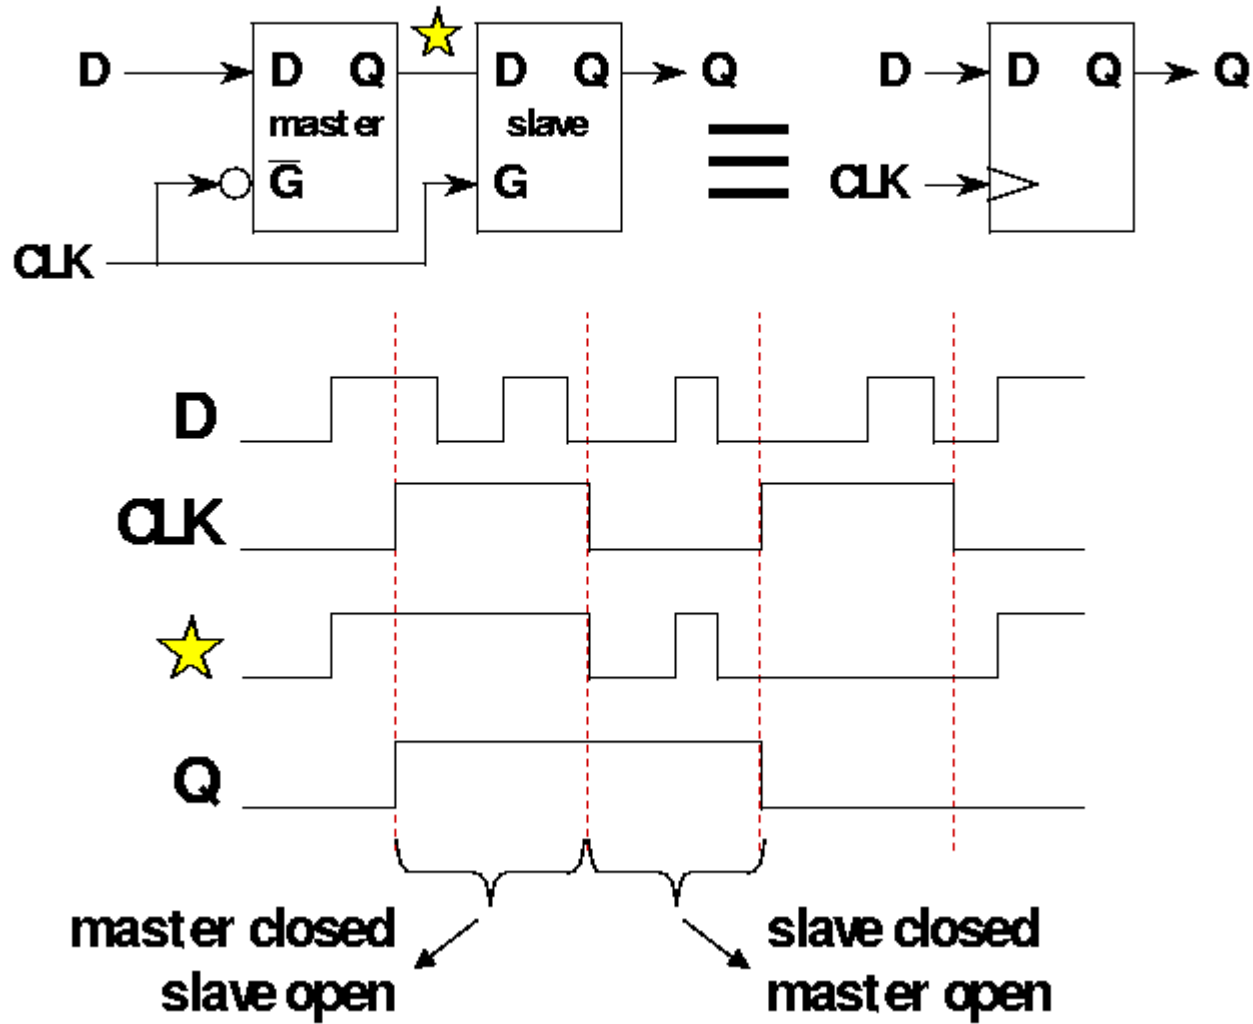 D D Q D Q Q D D Q Q
master slave
G̅ G CLK
CLK
D
CLK
Q
master closed slave closed
slave open master open